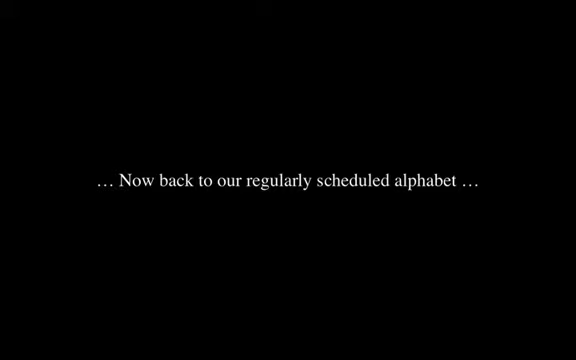 … Now back to our regularly scheduled alphabet …